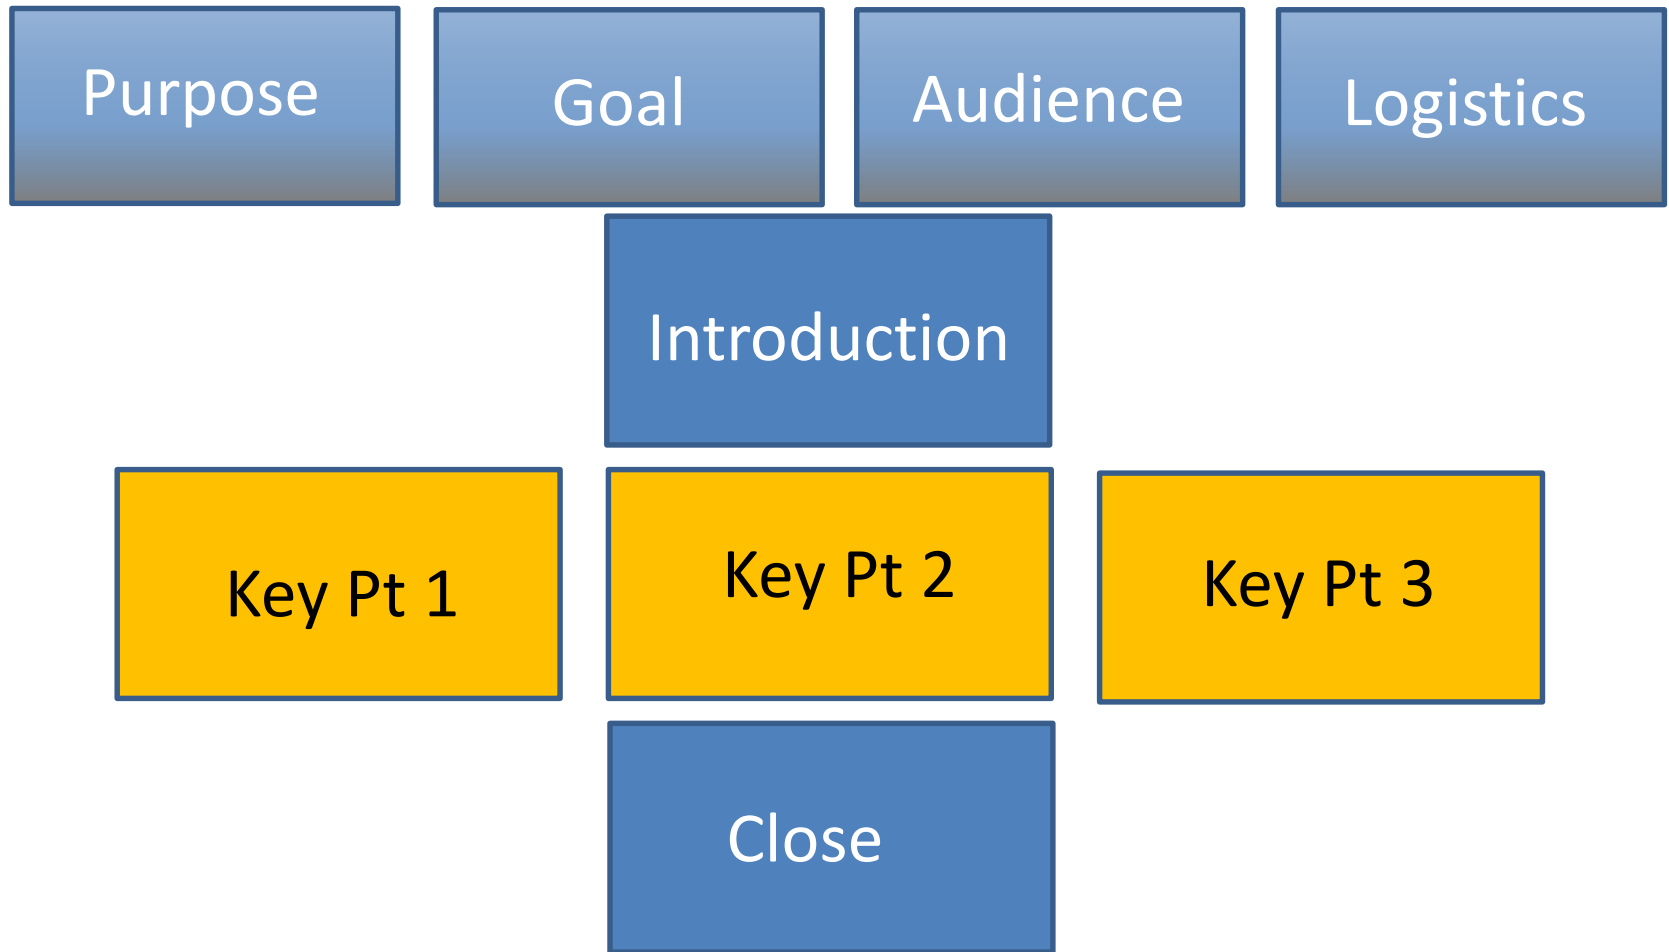 Purpose
Goal
Audience
Logistics
Introduction
Key Pt 1
Key Pt 2
Key Pt 3
Close